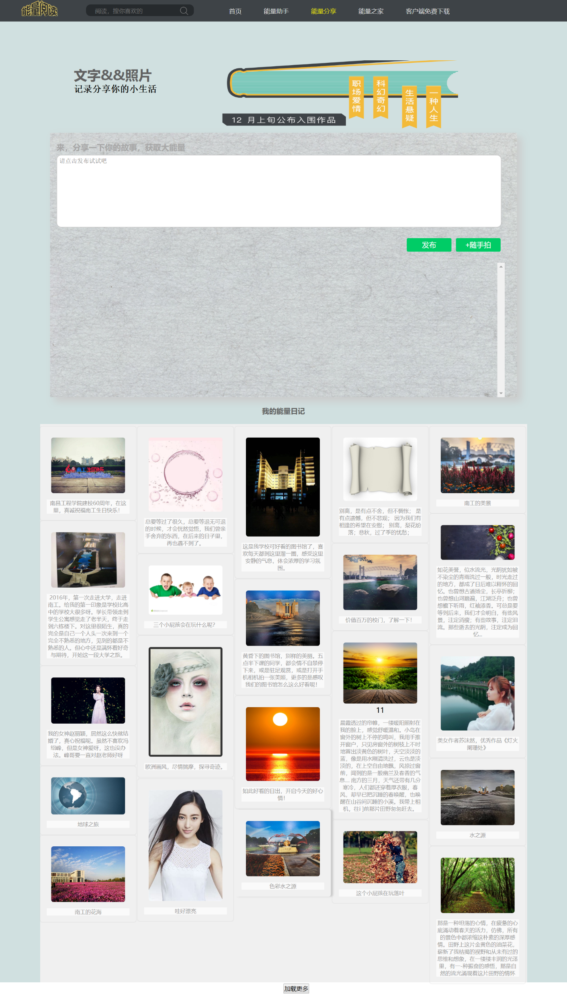 能量阅读
阅读，搜你喜欢的
首页
能量助手
能量分享
能量之家
客户端免费下载
文字&&照片
记录分享你的小生活
职场爱情
科幻奇幻
生活悬疑
一种人生
12 月上旬公布入围作品
来，分享一下你的故事，获取大能量
请点击发布试试吧
发布
+随手拍
我的能量日记
南工生日快乐
南昌工程学院建校60周年，在这
里，真诚祝福南工生日快乐！
2016年，第一次走进大学，走进
南工。给我的第一印象是学校比高
中的学校大很多呀。学长带领走到
学生公寓感觉走了老半天，终于走
到六栋楼下。对这里很陌生，真的
完全是自己一个人头一次来到一个
完全不熟悉的地方，见到的都是不
熟悉的人。但心中还是满怀着好奇
与期待，开始这一段大学之旅。
我的女神赵丽颖，居然这么快就结
婚了，真心祝福呢。虽然不喜欢冯
绍峰，但是女神爱呀，这也没办
法。峰哥要一直对赵老师好呀
地球之旅
南工的花海
总要等过了很久，总要等退无可退
的时候，才会恍然觉悟，我们曾亲
手舍弃的东西，在后来的日子里，
再也遇不到了。
三个小屁孩会在玩什么呢？
欧洲画风，尽情揣摩，探寻奇迹。
哇好漂亮
这是我学校可好看的图书馆了，喜
欢每天都到这里溜一圈，感受这里
安静的气息，体会浓厚的学习氛
围。
黄昏下的图书馆，别样的美丽。五
点半下课的同学，都会情不自禁停
下来，或是驻足观赏，或是打开手
机相机拍一张美照，更多的是感叹
我们的图书馆怎么这么好看呢！
如此好看的日出，开启今天的好心
情！
色彩水之源
别离，是有点不舍，但不惆怅； 是
有点遗憾，但不悲观； 因为我们有
相逢的希望在安慰； 别离，梨花纷
落；悲秋，过了季的忧愁；
价值百万的校门，了解一下！
11
晨霞透过的帘帷，一缕暖阳照射在
我的脸上，感觉舒暖温和。小鸟在
窗外的树上不停的鸣叫，我用手推
开窗户，只见房窗外的树枝上不时
地冒出淡黄色的树叶，天空淡淡的
蓝，像是用水刚清洗过，云也是淡
淡的，在上空自由地飘，风掠过窗
前，闻到的是一股幽兰及春香的气
息.... 南方的三月，天气还带有几分
寒冷，人们都还穿着厚衣服，春
风，却早已把沉睡的春唤醒，也唤
醒在山谷间沉睡的小溪。我带上相
机，往i ]前那片田野匆匆赶去。
这个小屁孩在玩落叶
南工的美景
如花美誉，似水流光，光阴犹如被
不染尘的青雨洗过一般，时光走过
的地方，都成了日后难以释怀的回
忆。也曾想古道扬尘，长亭折柳；
也曾想山河踏遍，江湖泛舟；也曾
想檐下听雨，红袖添香。可总是要
等到后来，我们才会明白，有些风
景，注定消瘦；有些故事，注定泪
流。那些逝去的光阴，注定成为回
忆...
美女作者苏沫然，优秀作品《灯火
阑珊处》
水之源
那是一种坦荡的心情，在疲惫的心
底涌动着春天的活力，仿佛，所有
的景色中都浓缩这朴素的深厚感
情。田野上这片金黄色的油菜花，
崭新了我枯揭的视野和从未有过的
思维和想象，在一缕缕丰润的光泽
里，有一-种振奋的感悟，那是自
然的流光涌现着这片田野的情怀
加载更多